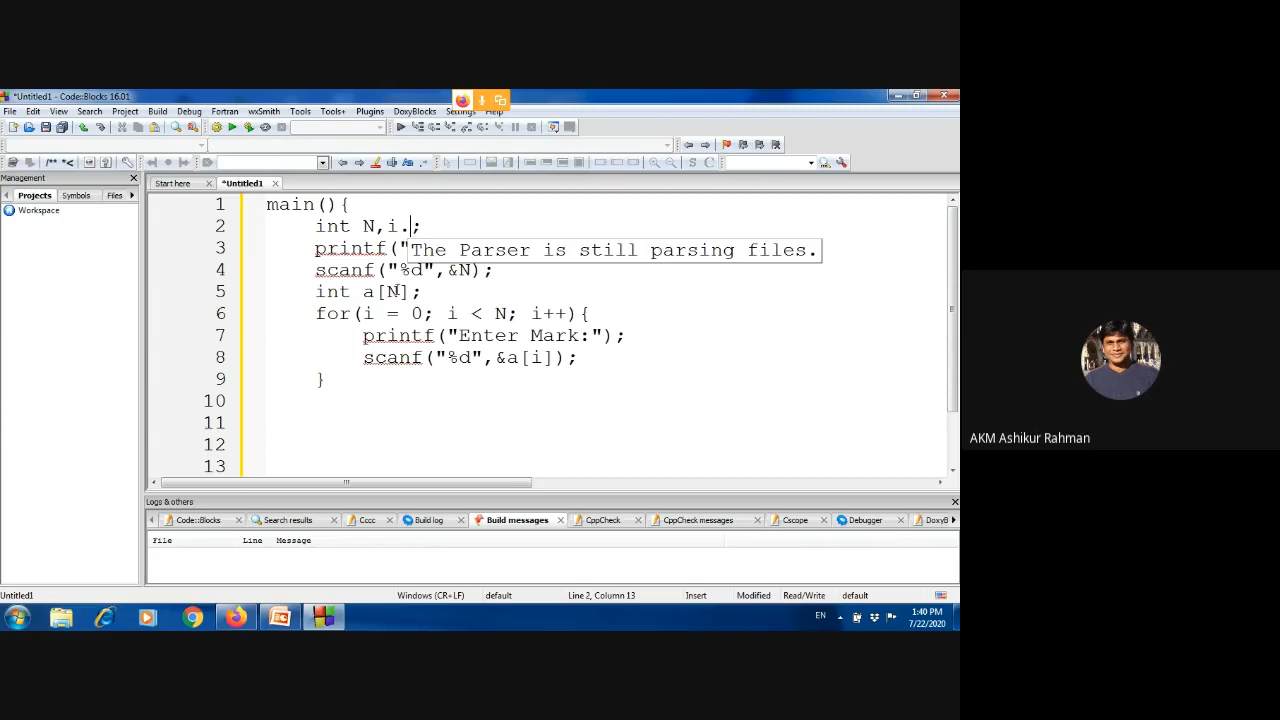 *Untitled1 - Code::Blocks 16.01
File Edit View Search Project Build Debug Fortran wxSmith Tools Tools+ Plugins DoxyBlocks Settings Help
Management
Projects Symbols Files
Workspace
Start here *Untitled1
1 main(){
2 int N,i.;
3 printf("
The Parser is still parsing files.
4 scanf("%d",&N);
5 int a[N];
6 for(i = 0; i < N; i++){
7 printf("Enter Mark:");
8 scanf("%d",&a[i]);
9 }
10
11
12
13
AKM Ashikur Rahman
Logs & others
Code::Blocks Search results Cccc Build log Build messages CppCheck CppCheck messages Cscope Debugger DoxyB
File Line Message
Untitled1 Windows (CR+LF) default Line 2, Column 13 Insert Modified Read/Write default
EN 1:40 PM
7/22/2020